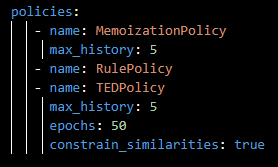 policies:
- name: MemoizationPolicy
max_history: 5
- name: RulePolicy
- name: TEDPolicy
max_history: 5
epochs: 50
constrain_similarities: true